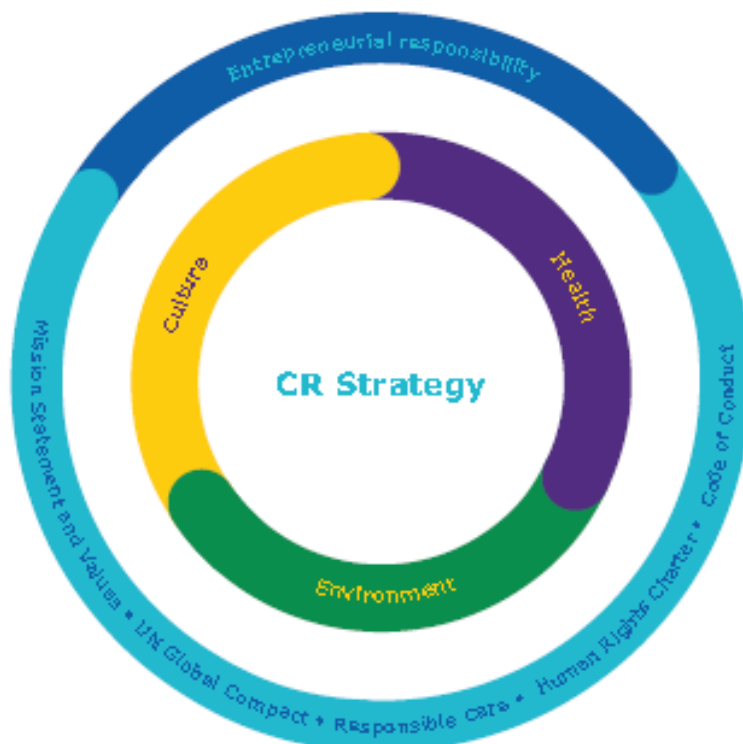 Entrepreneurial responsibility
Culture
Health
CR Strategy
Environment
Mission Statement and Values • UN Global Compact • Responsible Care • Human Rights Charter • Code of Conduct